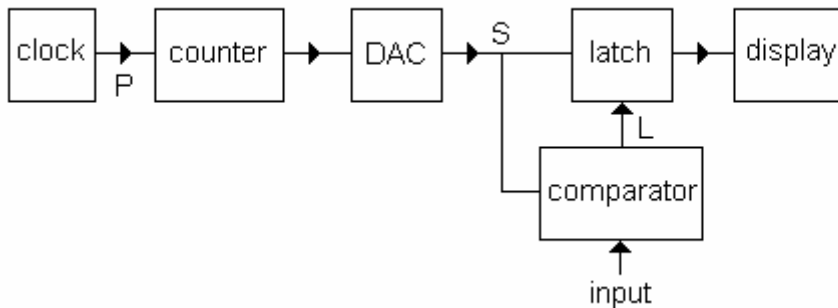 clock
P
counter
DAC
S
latch
display
L
comparator
input